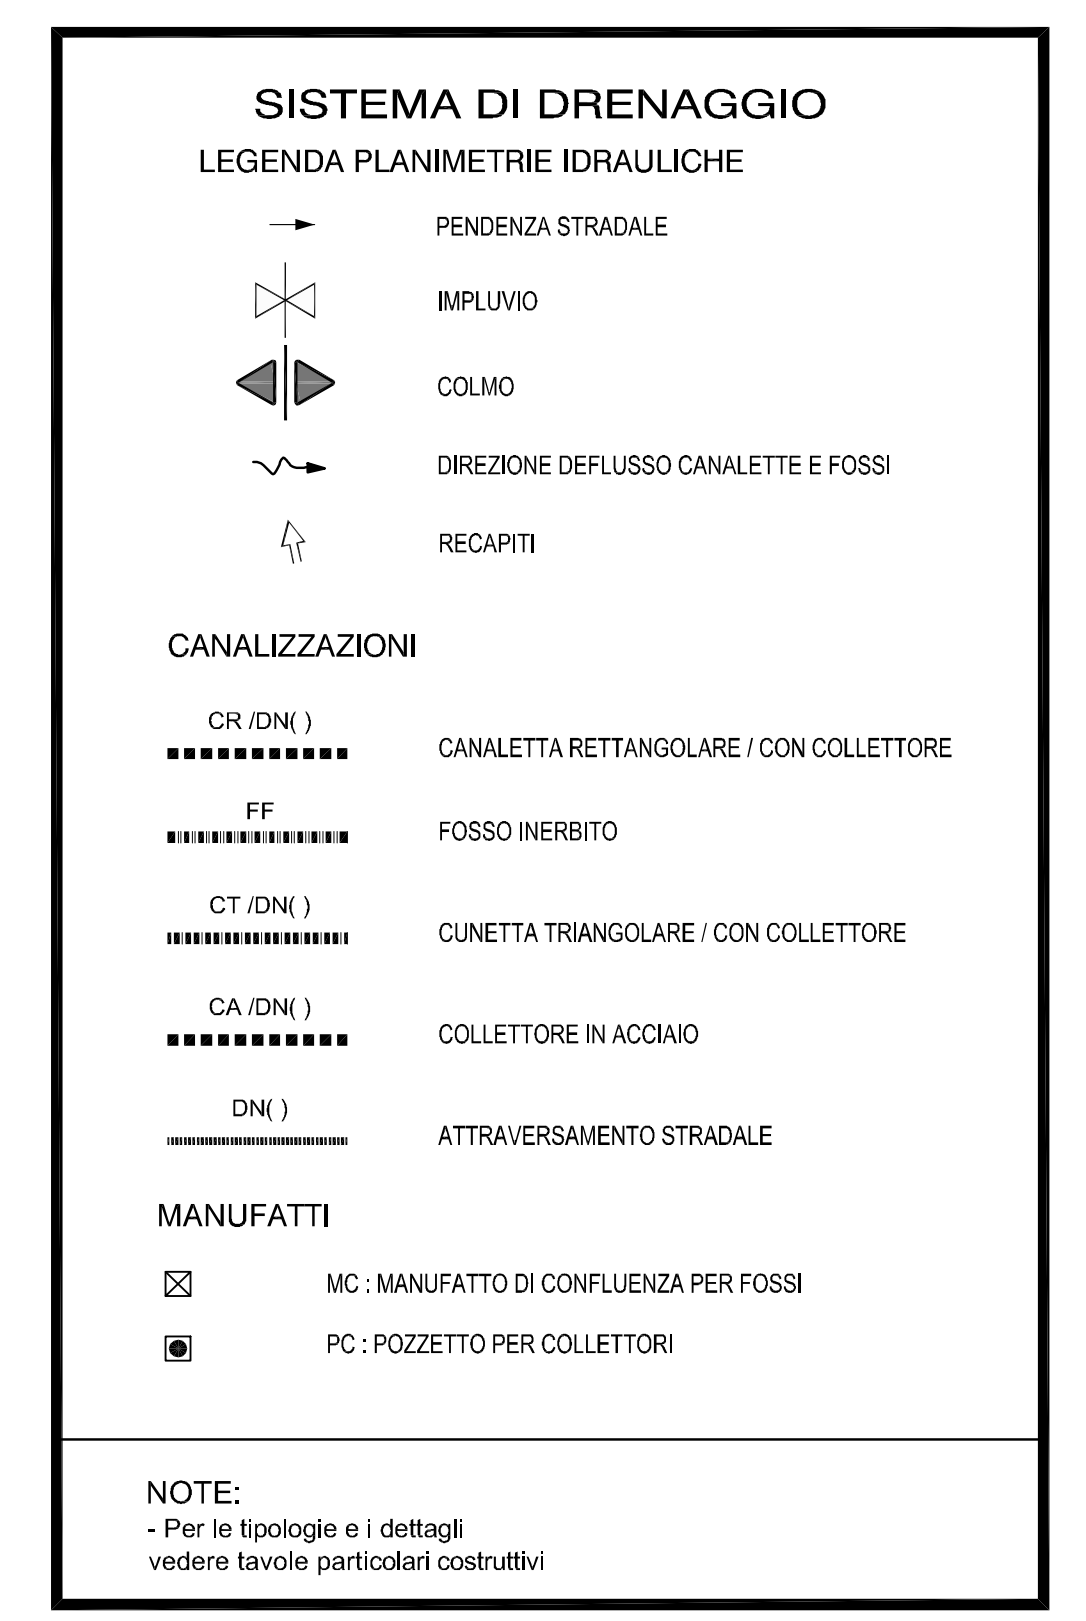 SISTEMA DI DRENAGGIO
LEGENDA PLANIMETRIE IDRAULICHE
PENDENZA STRADALE
IMPLUVIO
COLMO
DIREZIONE DEFLUSSO CANALETTE E FOSSI
RECAPITI
CANALIZZAZIONI
CR /DN( )
CANALETTA RETTANGOLARE / CON COLLETTORE
FF
FOSSO INERBITO
CT /DN( )
CUNETTA TRIANGOLARE / CON COLLETTORE
CA /DN( )
COLLETTORE IN ACCIAIO
DN( )
ATTRAVERSAMENTO STRADALE
MANUFATTI
MC : MANUFATTO DI CONFLUENZA PER FOSSI
PC : POZZETTO PER COLLETTORI
NOTE:
- Per le tipologie e i dettagli
vedere tavole particolari costruttivi